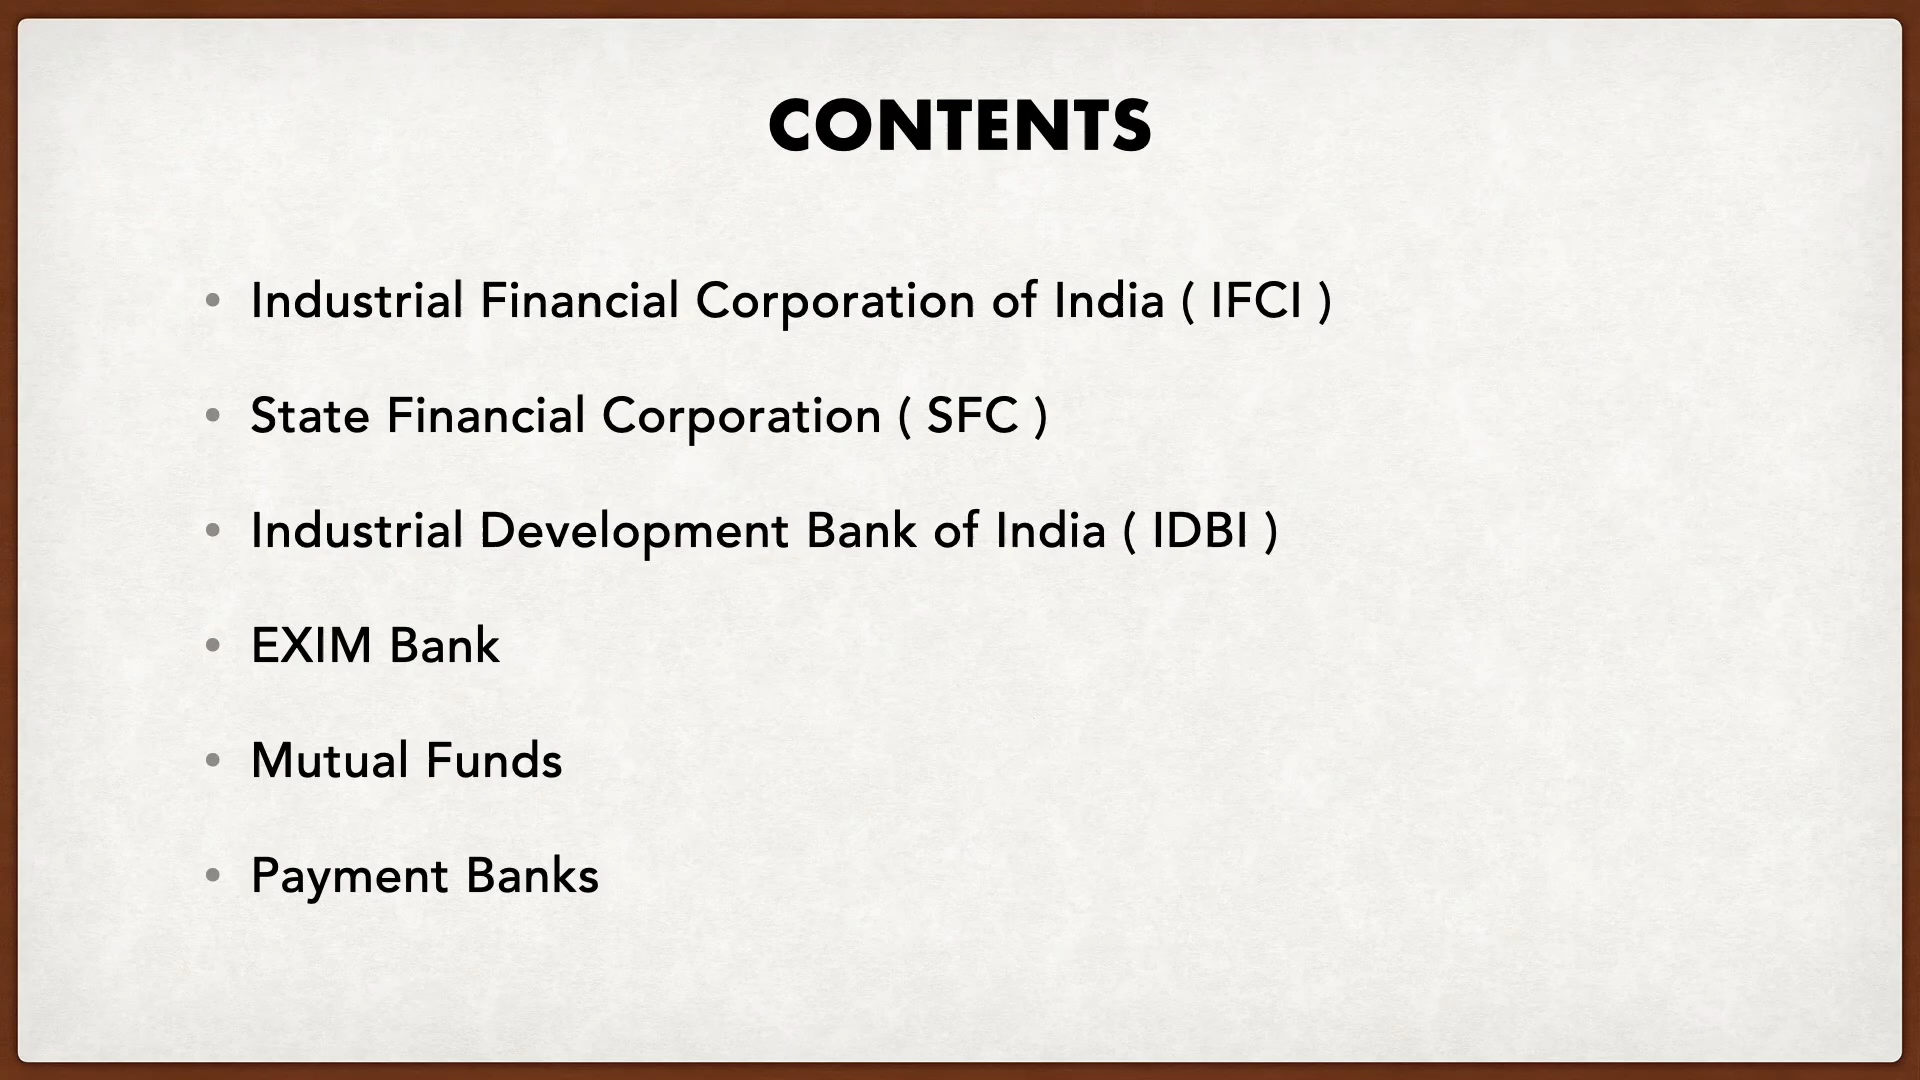 CONTENTS
• Industrial Financial Corporation of India ( IFCI )
• State Financial Corporation ( SFC )
• Industrial Development Bank of India ( IDBI )
• EXIM Bank
• Mutual Funds
• Payment Banks